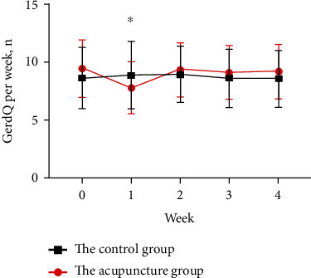 15
*
10
5
0
GerdQ per week, n
0 1 2 3 4
Week
The control group
The acupuncture group